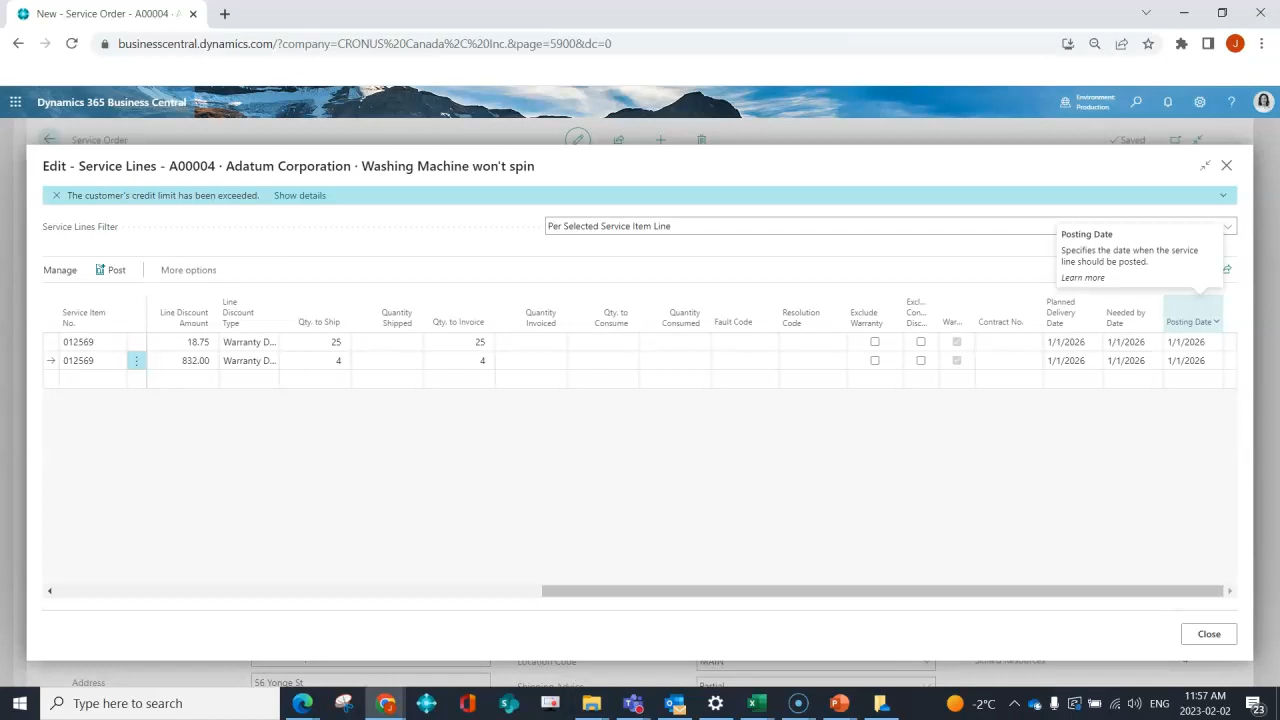 New - Service Order - A00004 · A
businesscentral.dynamics.com/?company=CRONUS%20Canada%2C%20Inc.&page=5900&dc=0
J
Dynamics 365 Business Central
Environment:
Production
Service Order
Saved
Edit - Service Lines - A00004 · Adatum Corporation · Washing Machine won't spin
The customer's credit limit has been exceeded. Show details
Service Lines Filter
Per Selected Service Item Line
Posting Date
Specifies the date when the service
line should be posted.
Learn more
Manage Post More options
Service Item No. Line Discount Amount Line Discount Type Qty. to Ship Quantity Shipped Qty. to Invoice Quantity Invoiced Qty. to Consume Quantity Consumed Fault Code Resolution Code Exclude Warranty Excl... Con... Disc... War... Contract No. Planned Delivery Date Needed by Date Posting Date
012569 18.75 Warranty D... 25 25 1/1/2026 1/1/2026 1/1/2026
012569 832.00 Warranty D... 4 4 1/1/2026 1/1/2026 1/1/2026
Close
Location Code MAIN
Address 56 Yonge St Shipping Advice Partial
Type here to search
-2°C
ENG
11:57 AM
2023-02-02
23